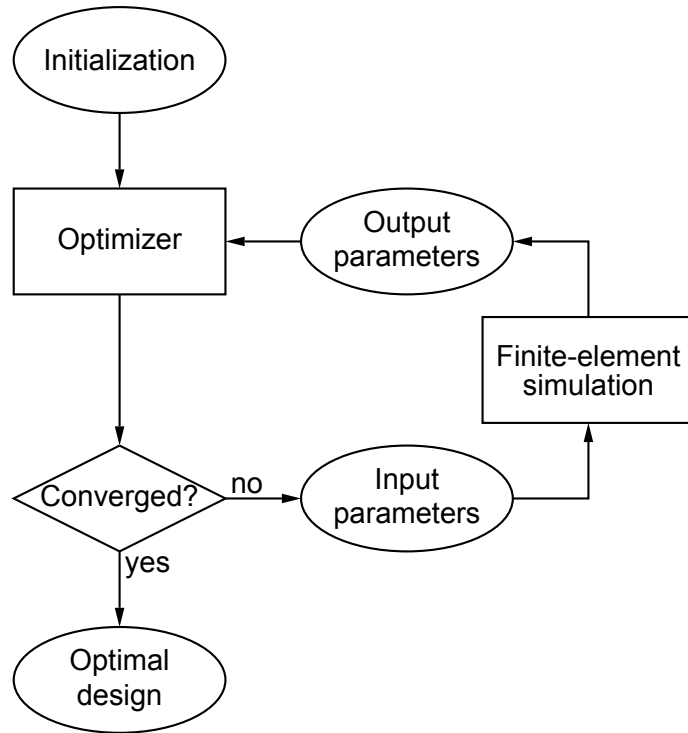 Initialization
Optimizer
Output
parameters
Finite-element
simulation
Converged?
no
Input
parameters
yes
Optimal
design